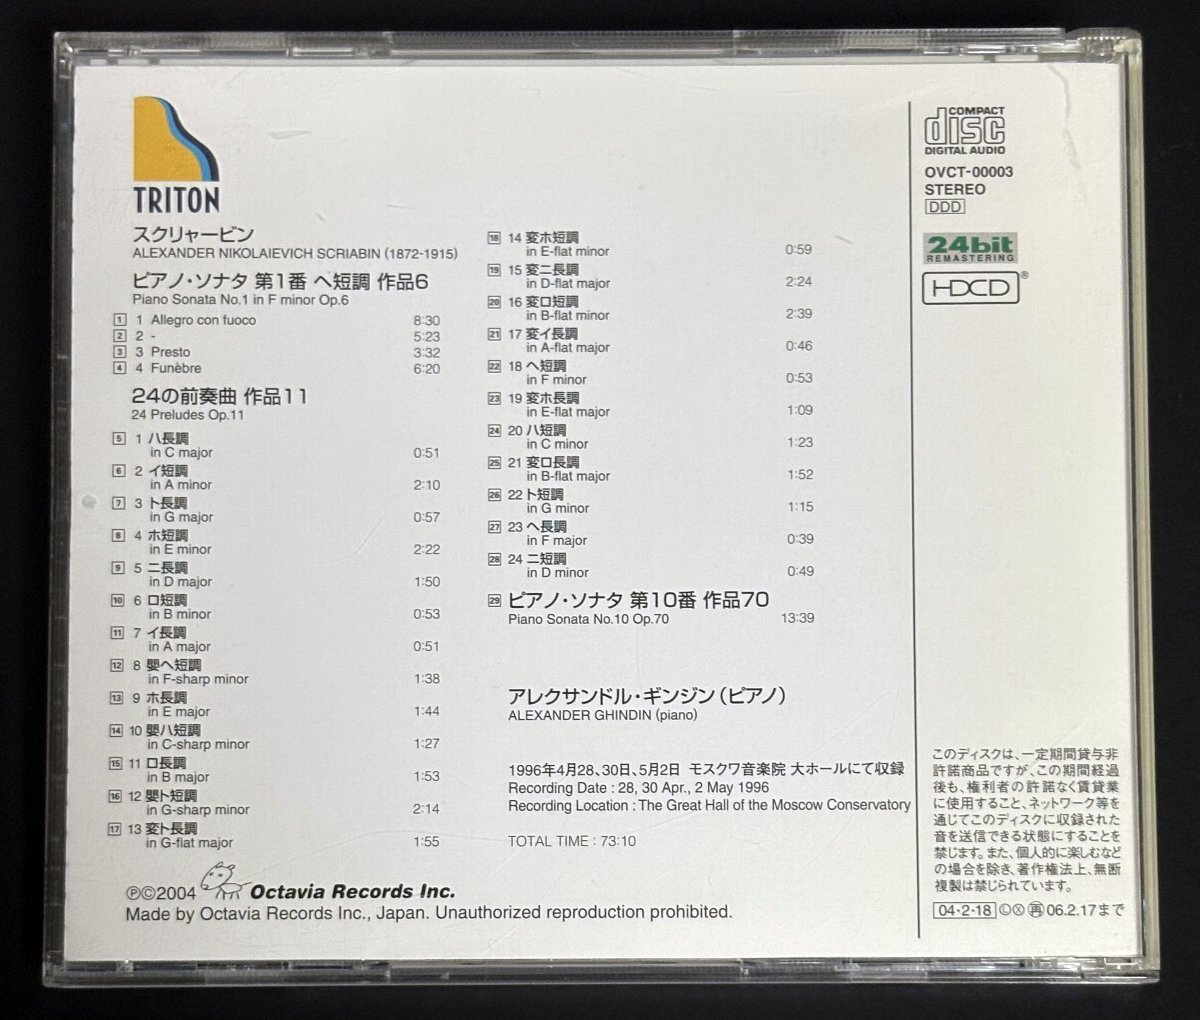 TRITON
スクリャービン
ALEXANDER NIKOLAIEVICH SCRIABIN (1872-1915)
ピアノ・ソナタ 第1番 ヘ短調 作品6
Piano Sonata No.1 in F minor Op.6
1 1 Allegro con fuoco 8:30
2 2 - 5:23
3 3 Presto 3:32
4 4 Funèbre 6:20
24の前奏曲 作品11
24 Preludes Op.11
5 1 ハ長調
in C major 0:51
6 2 イ短調
in A minor 2:10
7 3 ト長調
in G major 0:57
8 4 ホ短調
in E minor 2:22
9 5 ニ長調
in D major 1:50
10 6 ロ短調
in B minor 0:53
11 7 イ長調
in A major 0:51
12 8 嬰ヘ短調
in F-sharp minor 1:38
13 9 ホ長調
in E major 1:44
14 10 嬰ハ短調
in C-sharp minor 1:27
15 11 ロ長調
in B major 1:53
16 12 嬰ト短調
in G-sharp minor 2:14
17 13 変ト長調
in G-flat major 1:55
18 14 変ホ短調
in E-flat minor 0:59
19 15 変ニ長調
in D-flat major 2:24
20 16 変ロ短調
in B-flat minor 2:39
21 17 変イ長調
in A-flat major 0:46
22 18 ヘ短調
in F minor 0:53
23 19 変ホ長調
in E-flat major 1:09
24 20 ハ短調
in C minor 1:23
25 21 変ロ長調
in B-flat major 1:52
26 22 ト短調
in G minor 1:15
27 23 ヘ長調
in F major 0:39
28 24 ニ短調
in D minor 0:49
29 ピアノ・ソナタ 第10番 作品70
Piano Sonata No.10 Op.70 13:39
アレクサンドル・ギンジン(ピアノ)
ALEXANDER GHINDIN (piano)
1996年4月28、30日、5月2日 モスクワ音楽院 大ホールにて収録
Recording Date : 28, 30 Apr., 2 May 1996
Recording Location : The Great Hall of the Moscow Conservatory
TOTAL TIME : 73:10
℗©2004 Octavia Records Inc.
Made by Octavia Records Inc., Japan. Unauthorized reproduction prohibited.
COMPACT
disc
DIGITAL AUDIO
OVCT-00003
STEREO
DDD
24bit
REMASTERING
HDCD®
このディスクは、一定期間貸与非
許諾商品ですが、この期間経過
後も、権利者の許諾なく賃貸業
に使用すること、ネットワーク等を
通じてこのディスクに収録された
音を送信できる状態にすることを
禁じます。また、個人的に楽しむなど
の場合を除き、著作権法上、無断
複製は禁じられています。
04・2・18 Ⓛ Ⓧ ㊢再 06.2.17まで